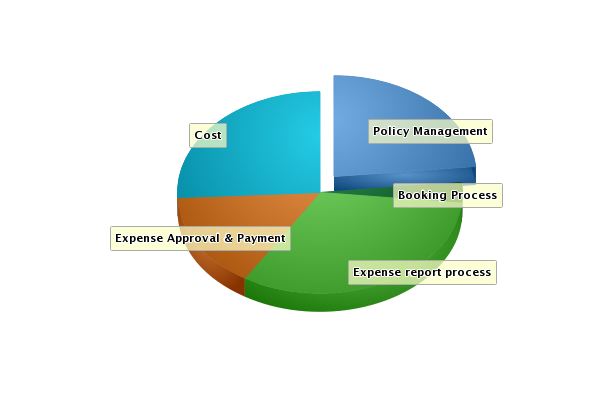 Policy Management
Cost
Booking Process
Expense Approval & Payment
Expense report process